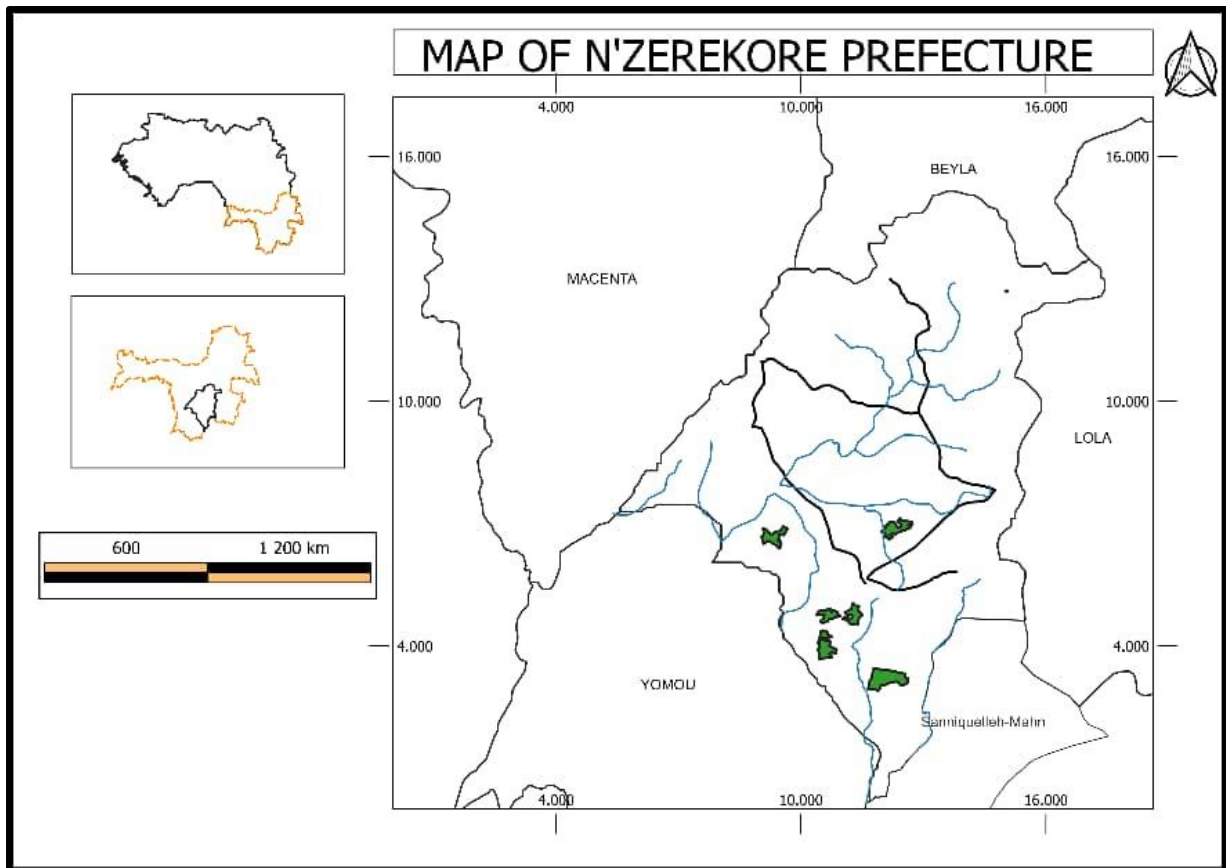 MAP OF N'ZEREKORE PREFECTURE
4.000 10.000 16.000
16.000 16.000
BEYLA
MACENTA
10.000 10.000
LOLA
600 1 200 km
4.000 4.000
YOMOU
Sanniquelleh-Mahn
4.000 10.000 16.000